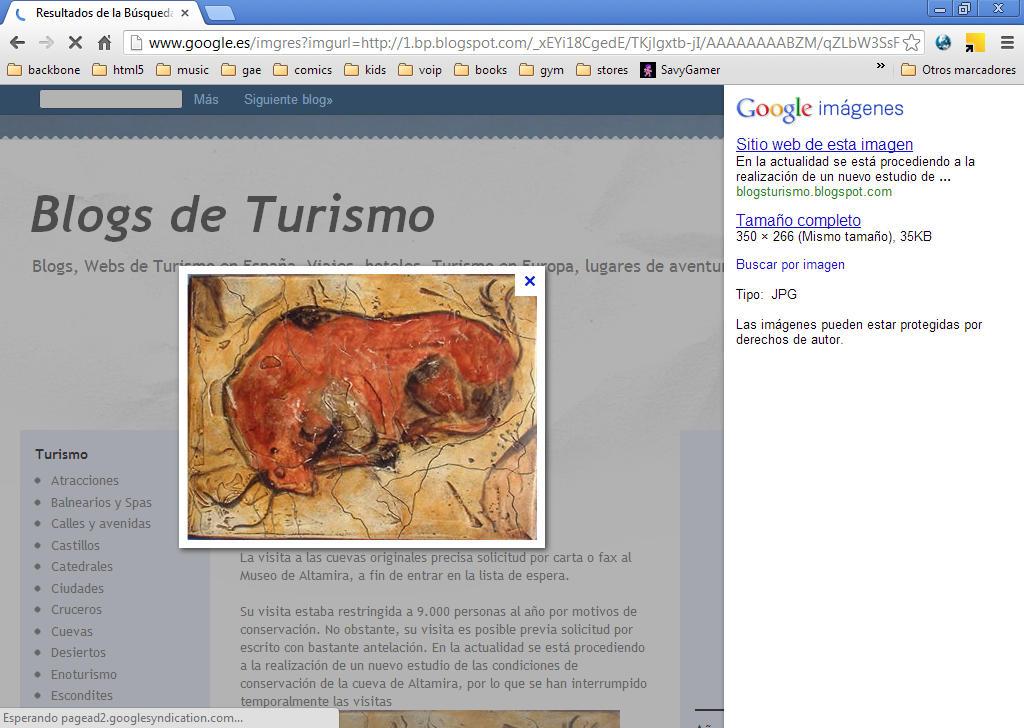 Resultados de la Búsqueda
www.google.es/imgres?imgurl=http://1.bp.blogspot.com/_xEYi18CgedE/TKjIgxtb-jI/AAAAAAAABZM/qZLbW3SsF
backbone html5 music gae comics kids voip books gym stores SavyGamer » Otros marcadores
Más Siguiente blog»
Google imágenes
Sitio web de esta imagen
En la actualidad se está procediendo a la
realización de un nuevo estudio de ...
blogsturismo.blogspot.com
Tamaño completo
350 × 266 (Mismo tamaño), 35KB
Buscar por imagen
Tipo: JPG
Las imágenes pueden estar protegidas por
derechos de autor.
Blogs de Turismo
Blogs, Webs de Turismo en España, Viajes, hoteles, Turismo en Europa, lugares de aventu
Turismo
Atracciones
Balnearios y Spas
Calles y avenidas
Castillos
Catedrales
Ciudades
Cruceros
Cuevas
Desiertos
Enoturismo
Escondites
La visita a las cuevas originales precisa solicitud por carta o fax al
Museo de Altamira, a fin de entrar en la lista de espera.
Su visita estaba restringida a 9.000 personas al año por motivos de
conservación. No obstante, su visita es posible previa solicitud por
escrito con bastante antelación. En la actualidad se está procediendo
a la realización de un nuevo estudio de las condiciones de
conservación de la cueva de Altamira, por lo que se han interrumpido
temporalmente las visitas
Esperando pagead2.googlesyndication.com...